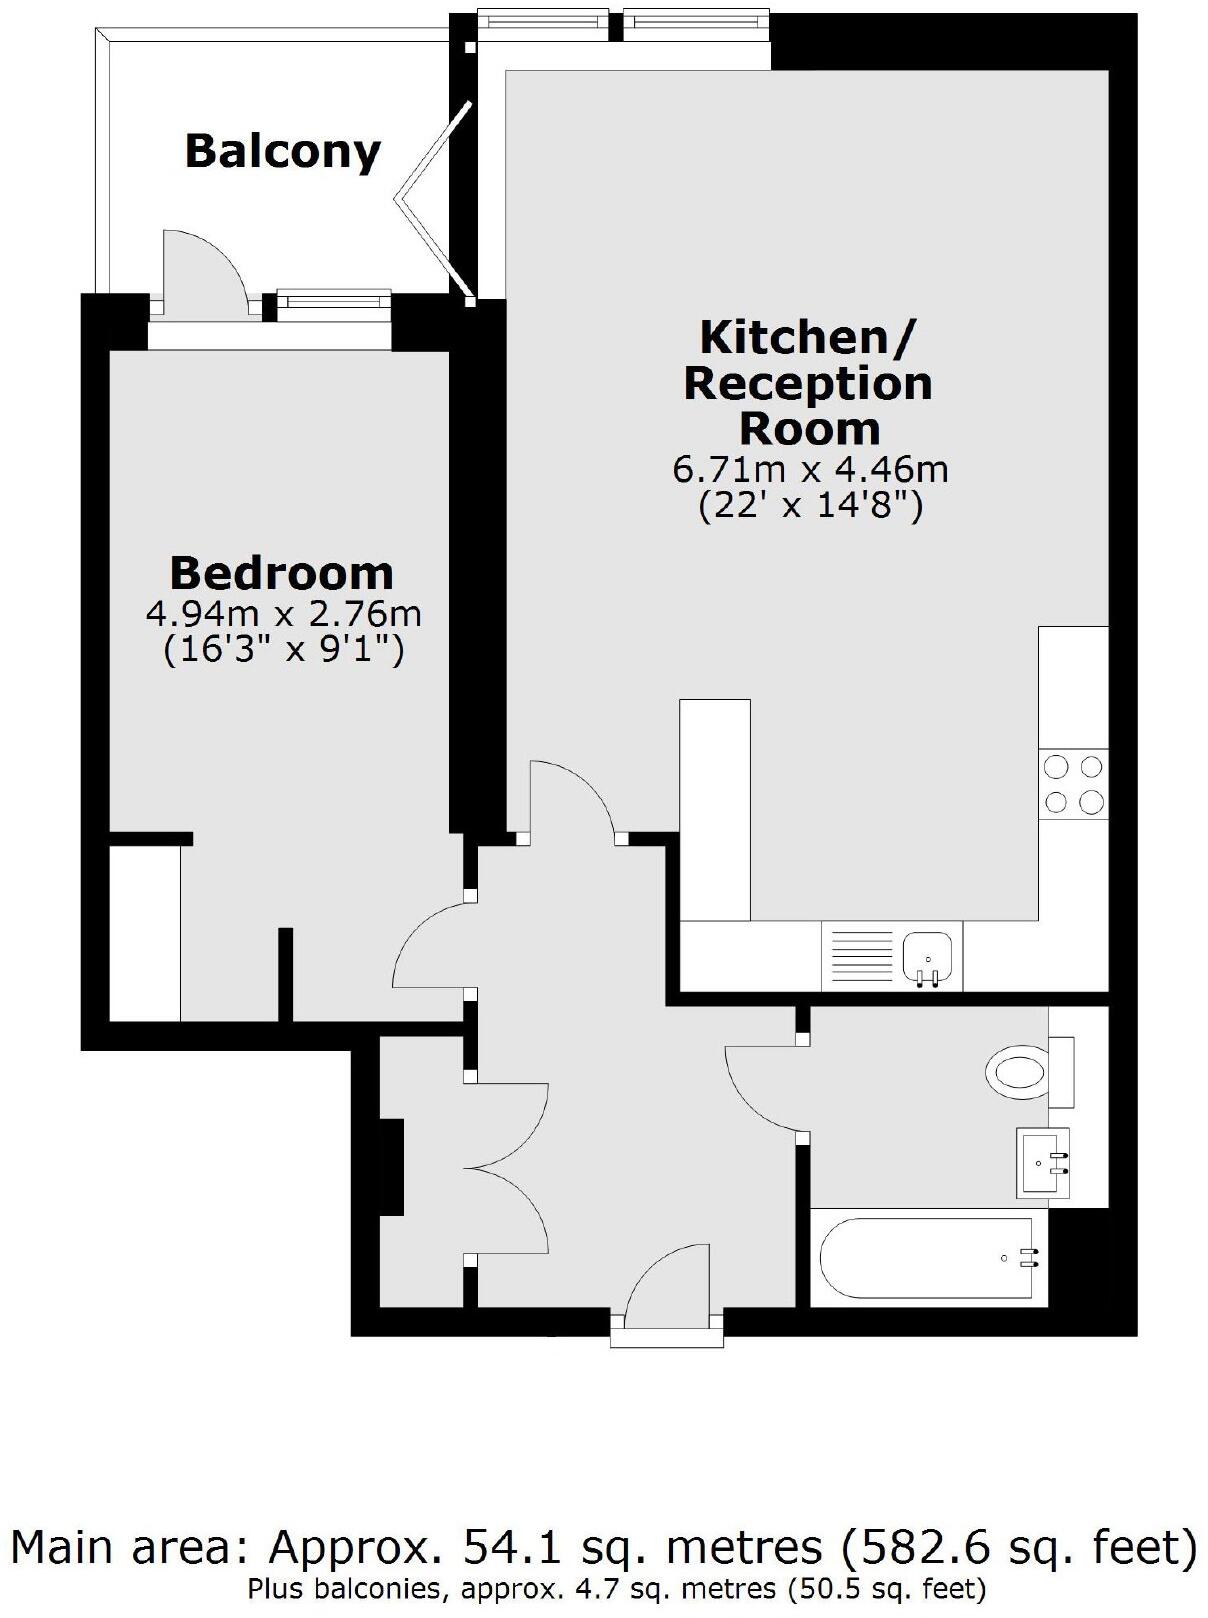 Balcony
Kitchen/
Reception
Room
6.71m x 4.46m
(22' x 14'8")
Bedroom
4.94m x 2.76m
(16'3" x 9'1")
Main area: Approx. 54.1 sq. metres (582.6 sq. feet)
Plus balconies, approx. 4.7 sq. metres (50.5 sq. feet)